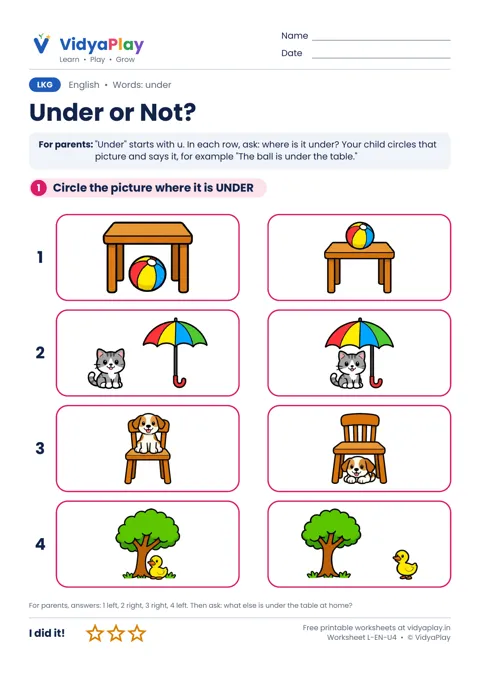 VidyaPlay
Learn • Play • Grow
Name
Date
LKG English • Words: under
Under or Not?
For parents: "Under" starts with u. In each row, ask: where is it under? Your child circles that
picture and says it, for example "The ball is under the table."
1 Circle the picture where it is UNDER
1
2
3
4
For parents, answers: 1 left, 2 right, 3 right, 4 left. Then ask: what else is under the table at home?
I did it!
Free printable worksheets at vidyaplay.in
Worksheet L-EN-U4 • © VidyaPlay